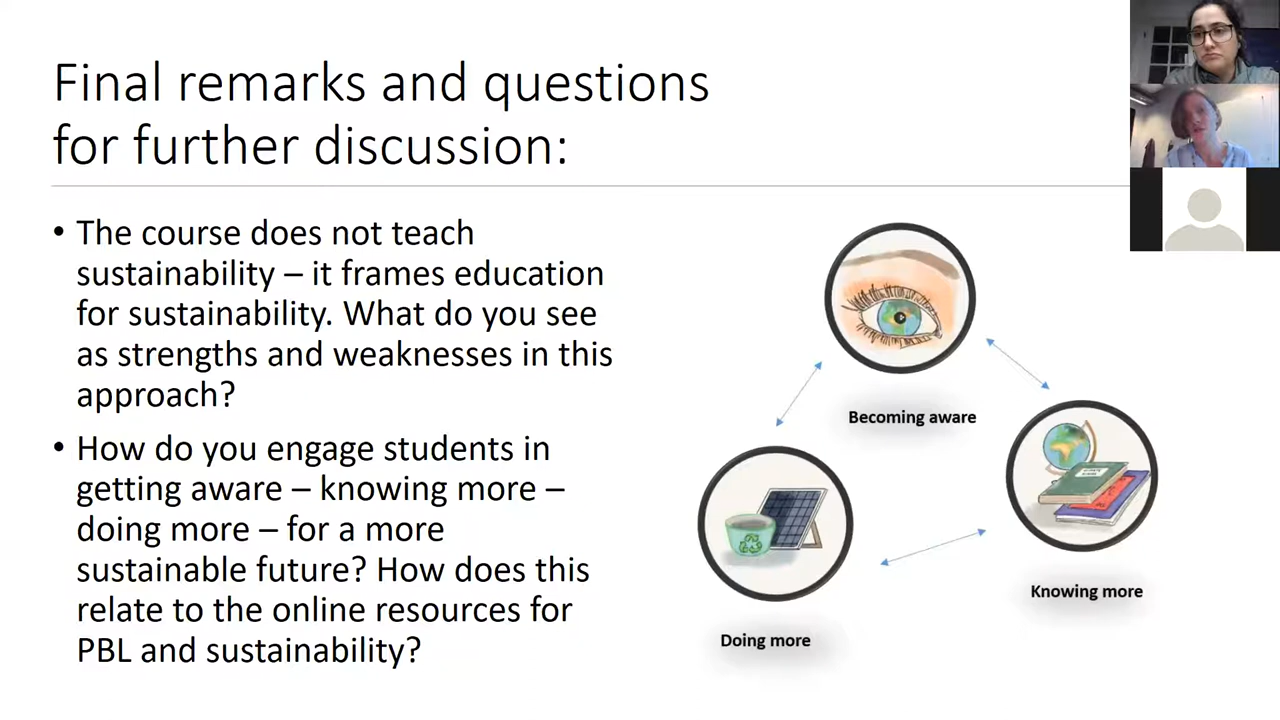 Final remarks and questions
for further discussion:
• The course does not teach
sustainability – it frames education
for sustainability. What do you see
as strengths and weaknesses in this
approach?
• How do you engage students in
getting aware – knowing more –
doing more – for a more
sustainable future? How does this
relate to the online resources for
PBL and sustainability?
Becoming aware
Knowing more
Doing more